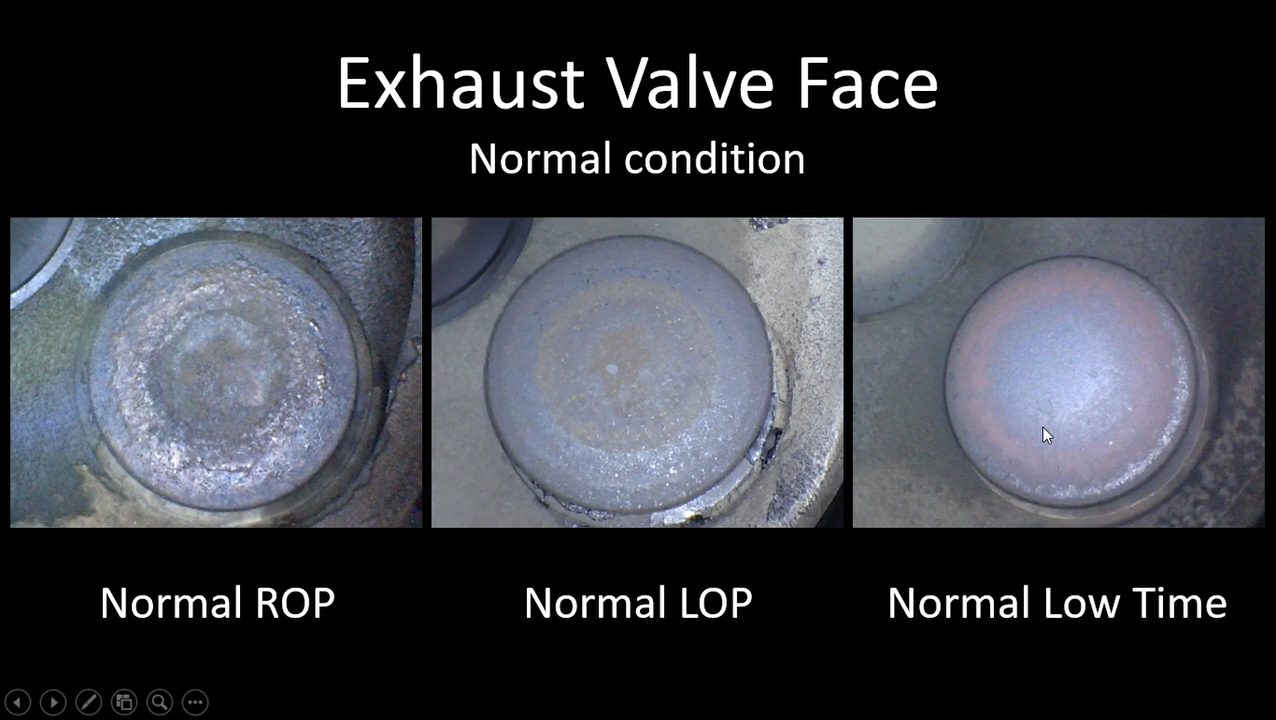 Exhaust Valve Face
Normal condition
Normal ROP
Normal LOP
Normal Low Time